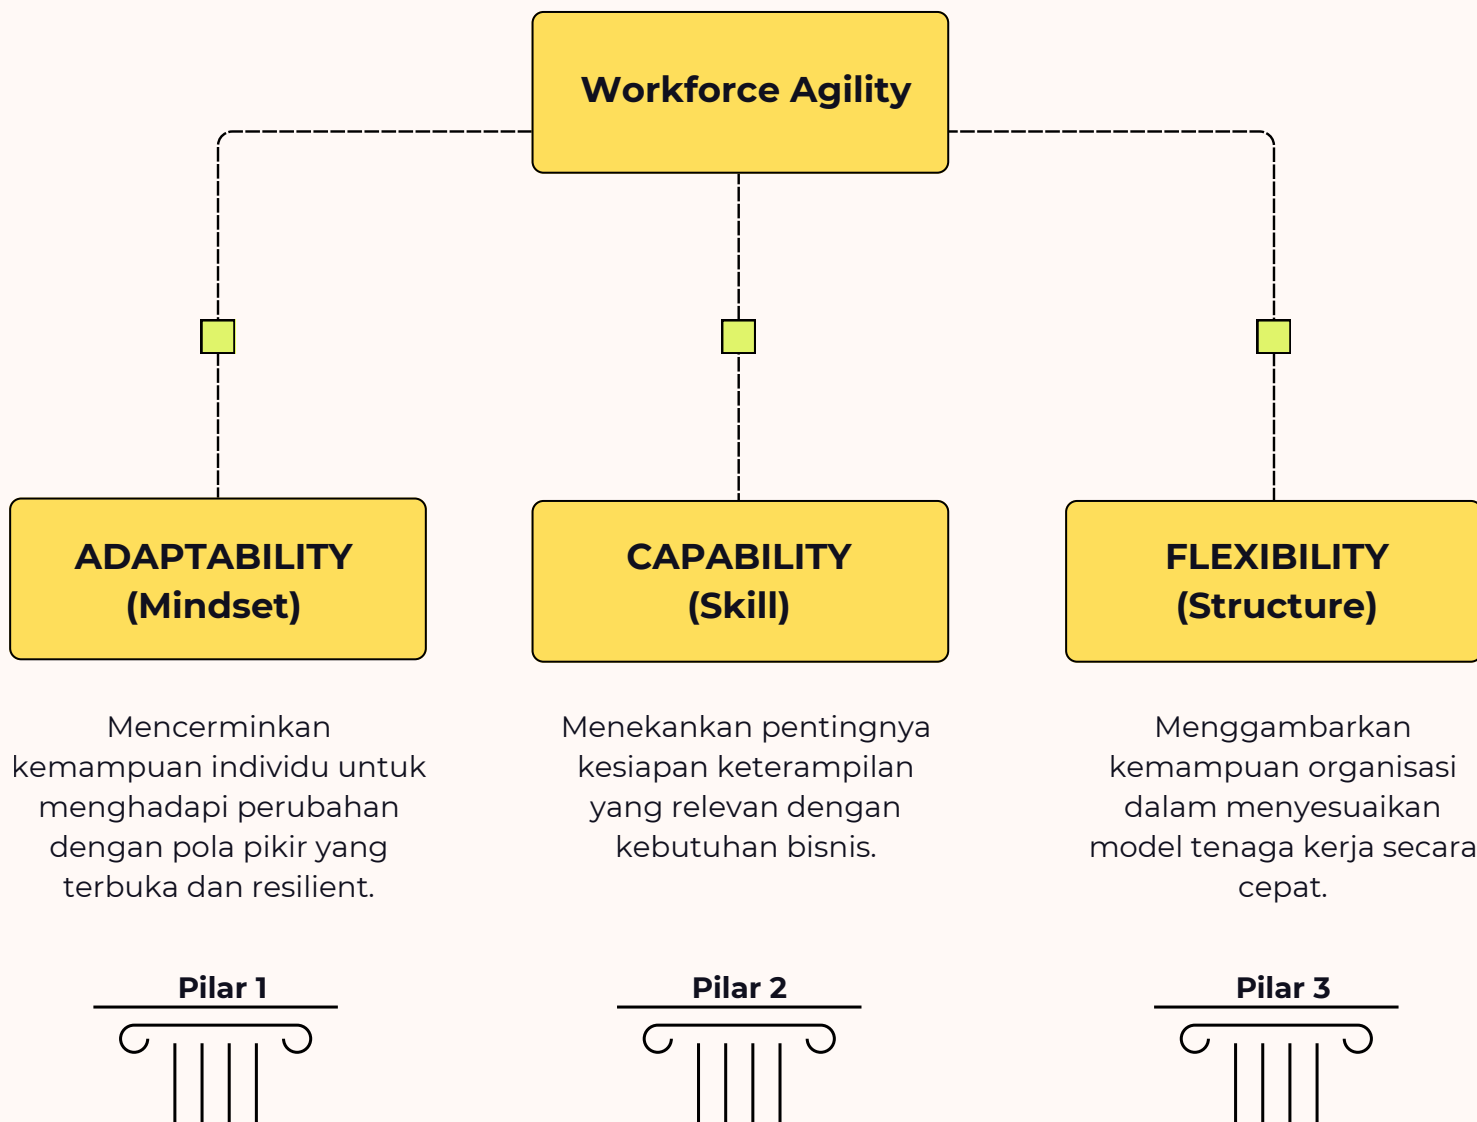 Workforce Agility
ADAPTABILITY
(Mindset)
Mencerminkan
kemampuan individu untuk
menghadapi perubahan
dengan pola pikir yang
terbuka dan resilient.
Pilar 1
CAPABILITY
(Skill)
Menekankan pentingnya
kesiapan keterampilan
yang relevan dengan
kebutuhan bisnis.
Pilar 2
FLEXIBILITY
(Structure)
Menggambarkan
kemampuan organisasi
dalam menyesuaikan
model tenaga kerja secara
cepat.
Pilar 3